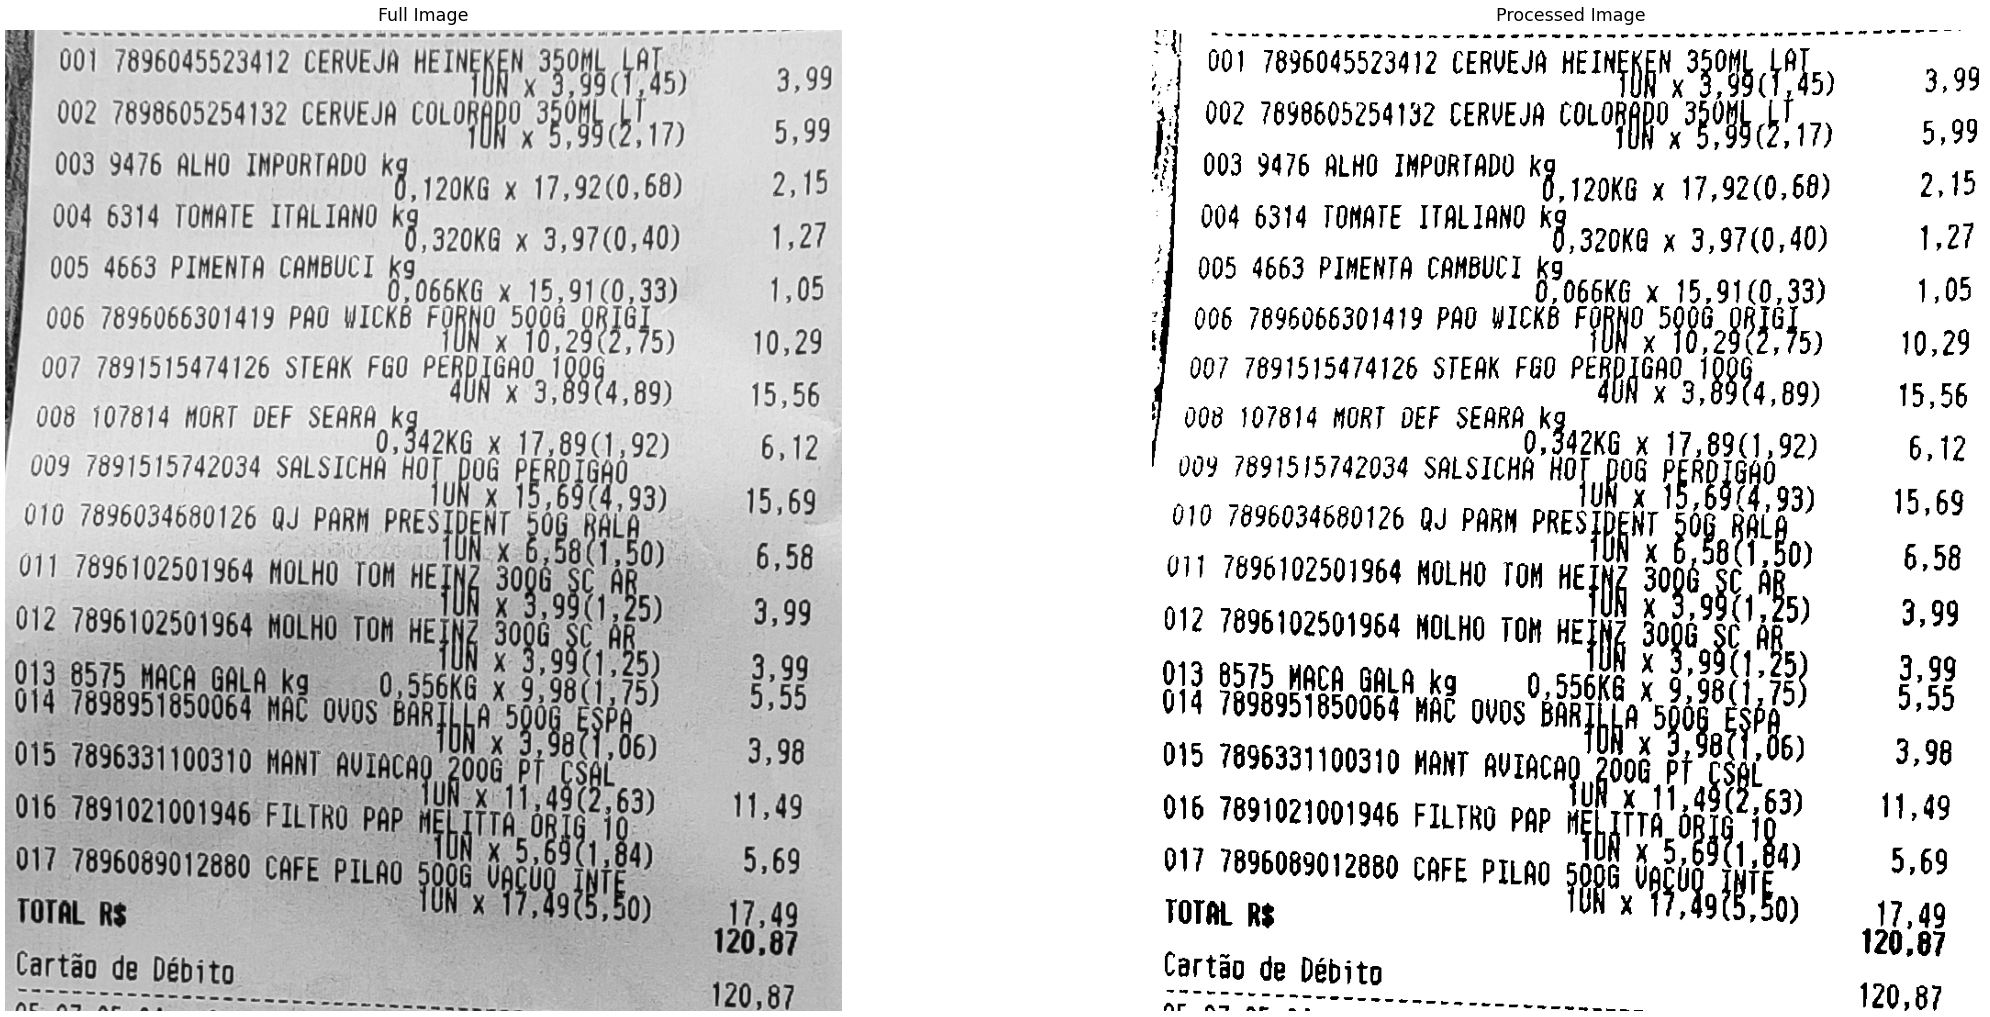 Full Image
001 7896045523412 CERVEJA HEINEKEN 350ML LAT
1UN x 3,99(1,45) 3,99
002 7898605254132 CERVEJA COLORADO 350ML LT
1UN x 5,99(2,17) 5,99
003 9476 ALHO IMPORTADO kg
0,120KG x 17,92(0,68) 2,15
004 6314 TOMATE ITALIANO kg
0,320KG x 3,97(0,40) 1,27
005 4663 PIMENTA CAMBUCI kg
0,066KG x 15,91(0,33) 1,05
006 7896066301419 PAO WICKB FORNO 500G ORIGI
1UN x 10,29(2,75) 10,29
007 7891515474126 STEAK FGO PERDIGAO 100G
4UN x 3,89(4,89) 15,56
008 107814 MORT DEF SEARA kg
0,342KG x 17,89(1,92) 6,12
009 7891515742034 SALSICHA HOT DOG PERDIGAO
1UN x 15,69(4,93) 15,69
010 7896034680126 QJ PARM PRESIDENT 50G RALA
1UN x 6,58(1,50) 6,58
011 7896102501964 MOLHO TOM HEINZ 300G SC AR
1UN x 3,99(1,25) 3,99
012 7896102501964 MOLHO TOM HEINZ 300G SC AR
1UN x 3,99(1,25) 3,99
013 8575 MACA GALA kg 0,556KG x 9,98(1,75) 5,55
014 7898951850064 MAC OVOS BARILLA 500G ESPA
1UN x 3,98(1,06) 3,98
015 7896331100310 MANT AVIACAO 200G PT CSAL
1UN x 11,49(2,63) 11,49
016 7891021001946 FILTRO PAP MELITTA ORIG 10
1UN x 5,69(1,84) 5,69
017 7896089012880 CAFE PILAO 500G VACUO INTE
1UN x 17,49(5,50) 17,49
TOTAL R$ 120,87
Cartão de Débito 120,87
Processed Image
001 7896045523412 CERVEJA HEINEKEN 350ML LAT
1UN x 3,99(1,45) 3,99
002 7898605254132 CERVEJA COLORADO 350ML LT
1UN x 5,99(2,17) 5,99
003 9476 ALHO IMPORTADO kg
0,120KG x 17,92(0,68) 2,15
004 6314 TOMATE ITALIANO kg
0,320KG x 3,97(0,40) 1,27
005 4663 PIMENTA CAMBUCI kg
0,066KG x 15,91(0,33) 1,05
006 7896066301419 PAO WICKB FORNO 500G ORIGI
1UN x 10,29(2,75) 10,29
007 7891515474126 STEAK FGO PERDIGAO 100G
4UN x 3,89(4,89) 15,56
008 107814 MORT DEF SEARA kg
0,342KG x 17,89(1,92) 6,12
009 7891515742034 SALSICHA HOT DOG PERDIGAO
1UN x 15,69(4,93) 15,69
010 7896034680126 QJ PARM PRESIDENT 50G RALA
1UN x 6,58(1,50) 6,58
011 7896102501964 MOLHO TOM HEINZ 300G SC AR
1UN x 3,99(1,25) 3,99
012 7896102501964 MOLHO TOM HEINZ 300G SC AR
1UN x 3,99(1,25) 3,99
013 8575 MACA GALA kg 0,556KG x 9,98(1,75) 5,55
014 7898951850064 MAC OVOS BARILLA 500G ESPA
1UN x 3,98(1,06) 3,98
015 7896331100310 MANT AVIACAO 200G PT CSAL
1UN x 11,49(2,63) 11,49
016 7891021001946 FILTRO PAP MELITTA ORIG 10
1UN x 5,69(1,84) 5,69
017 7896089012880 CAFE PILAO 500G VACUO INTE
1UN x 17,49(5,50) 17,49
TOTAL R$ 120,87
Cartão de Débito 120,87